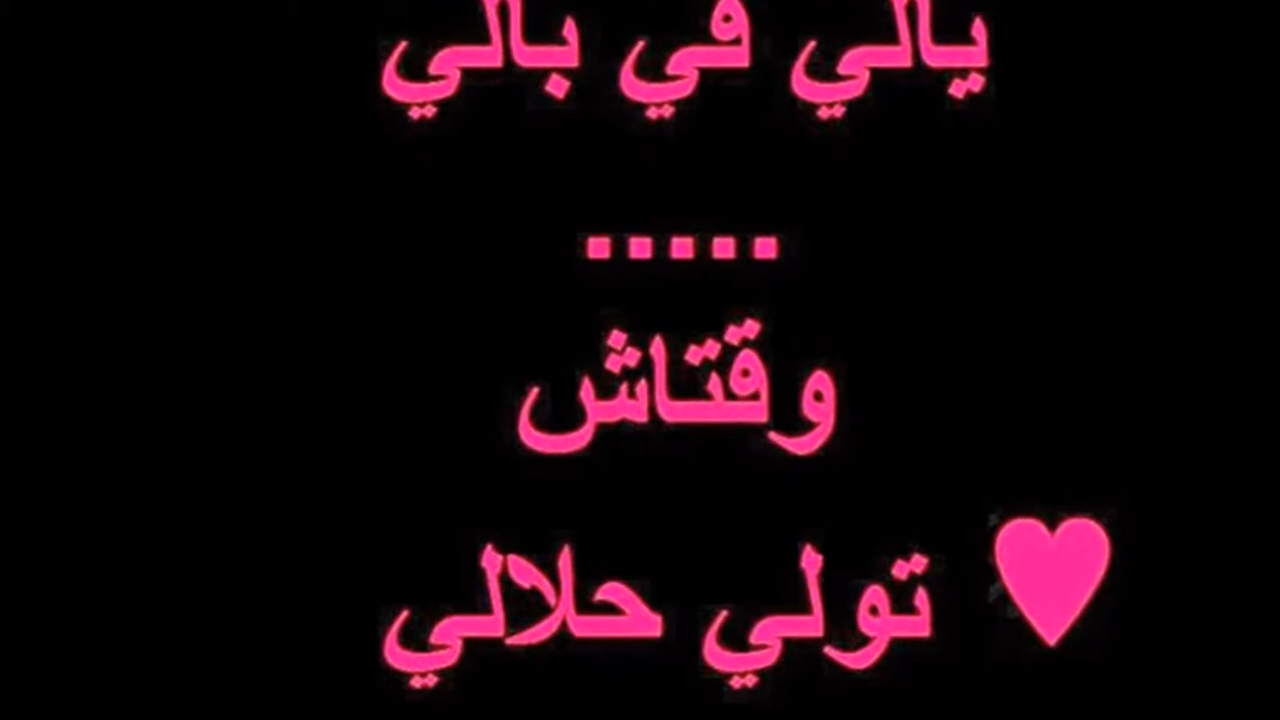 يالي في بالي
.....
وقتاش
♥ تولي حلالي